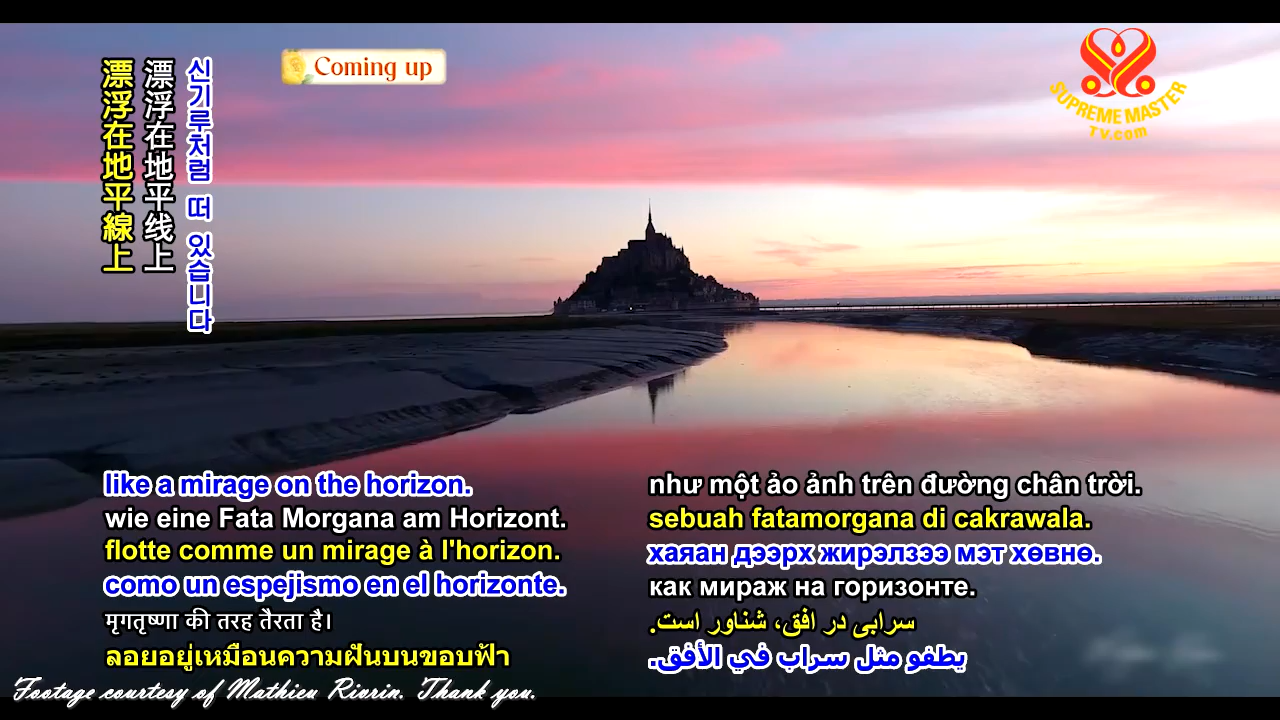 Coming up
SUPREME MASTER
TV.com
漂浮在地平線上
漂浮在地平线上
신기루처럼 떠 있습니다
like a mirage on the horizon.
wie eine Fata Morgana am Horizont.
flotte comme un mirage à l'horizon.
como un espejismo en el horizonte.
मृगतृष्णा की तरह तैरता है।
ลอยอยู่เหมือนความฝันบนขอบฟ้า
như một ảo ảnh trên đường chân trời.
sebuah fatamorgana di cakrawala.
хаяан дээрх жирэлзээ мэт хөвнө.
как мираж на горизонте.
سرابی در افق، شناور است.
يطفو مثل سراب في الأفق.
Footage courtesy of Mathieu Rivrin. Thank you.